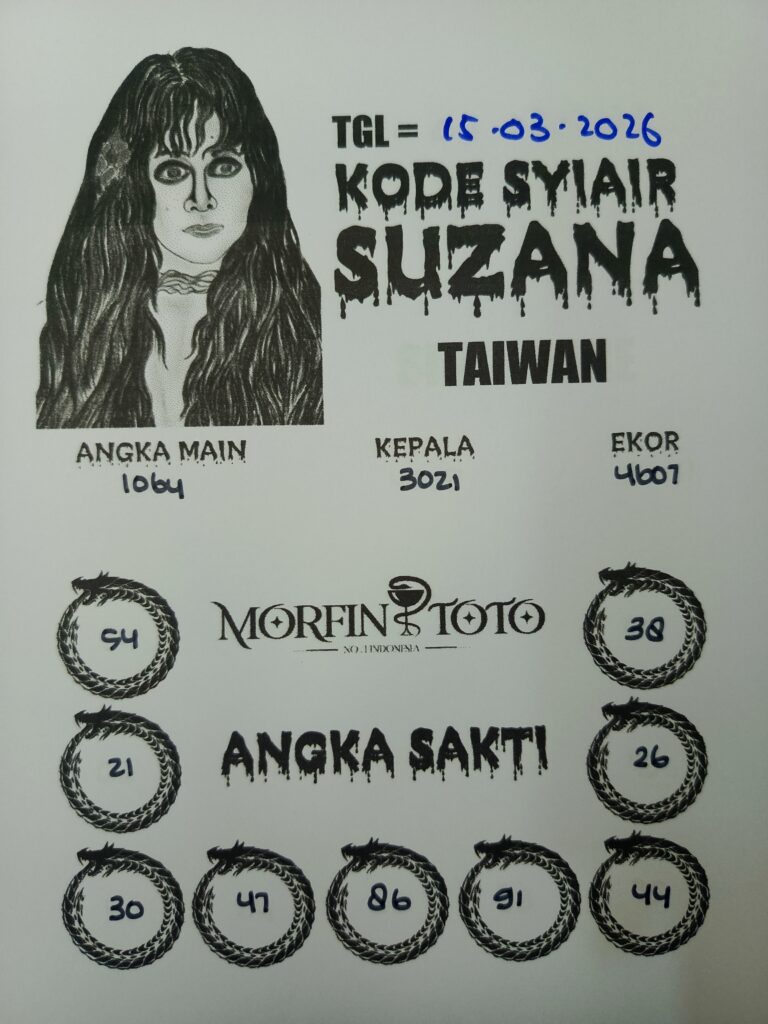 TGL = 15.03.2026
KODE SYIAIR
SUZANA
TAIWAN
ANGKA MAIN KEPALA EKOR
1064 3021 4607
54 38
MORFIN TOTO
NO.1 INDONESIA
21 26
ANGKA SAKTI
30 47 86 91 44